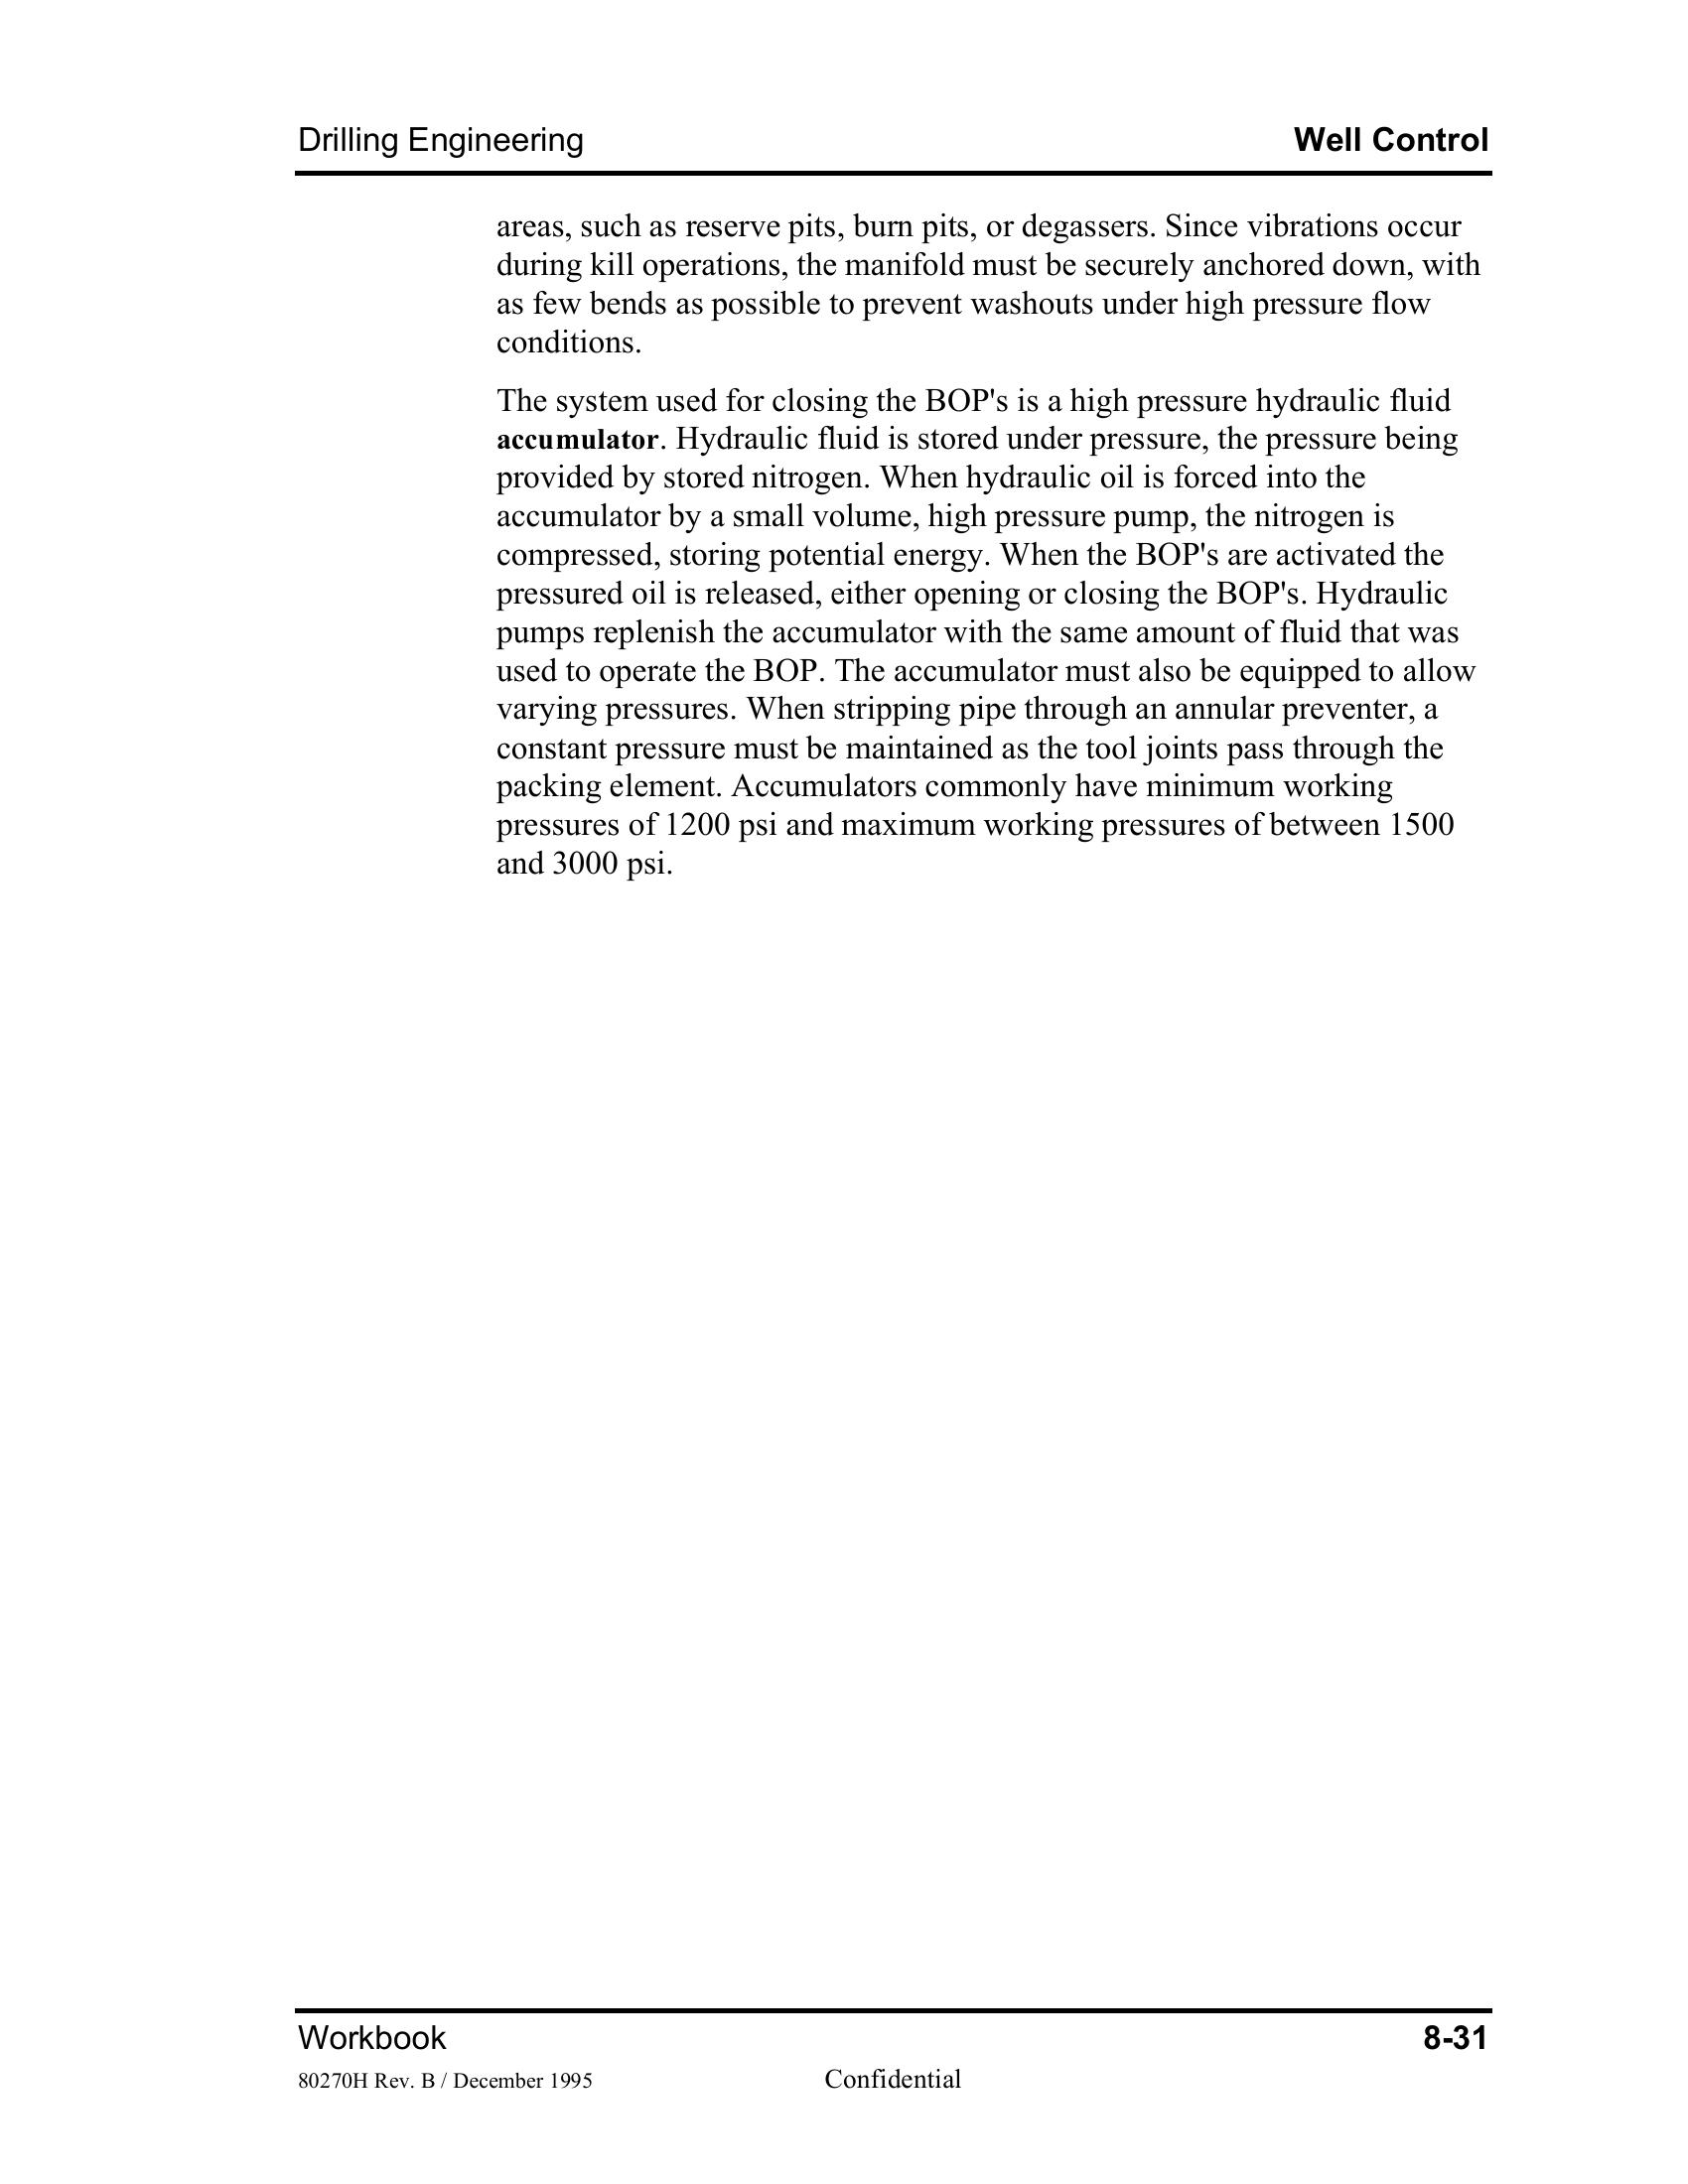 Drilling Engineering Well Control
areas, such as reserve pits, burn pits, or degassers. Since vibrations occur
during kill operations, the manifold must be securely anchored down, with
as few bends as possible to prevent washouts under high pressure flow
conditions.
The system used for closing the BOP's is a high pressure hydraulic fluid
accumulator. Hydraulic fluid is stored under pressure, the pressure being
provided by stored nitrogen. When hydraulic oil is forced into the
accumulator by a small volume, high pressure pump, the nitrogen is
compressed, storing potential energy. When the BOP's are activated the
pressured oil is released, either opening or closing the BOP's. Hydraulic
pumps replenish the accumulator with the same amount of fluid that was
used to operate the BOP. The accumulator must also be equipped to allow
varying pressures. When stripping pipe through an annular preventer, a
constant pressure must be maintained as the tool joints pass through the
packing element. Accumulators commonly have minimum working
pressures of 1200 psi and maximum working pressures of between 1500
and 3000 psi.
Workbook 8-31
80270H Rev. B / December 1995 Confidential